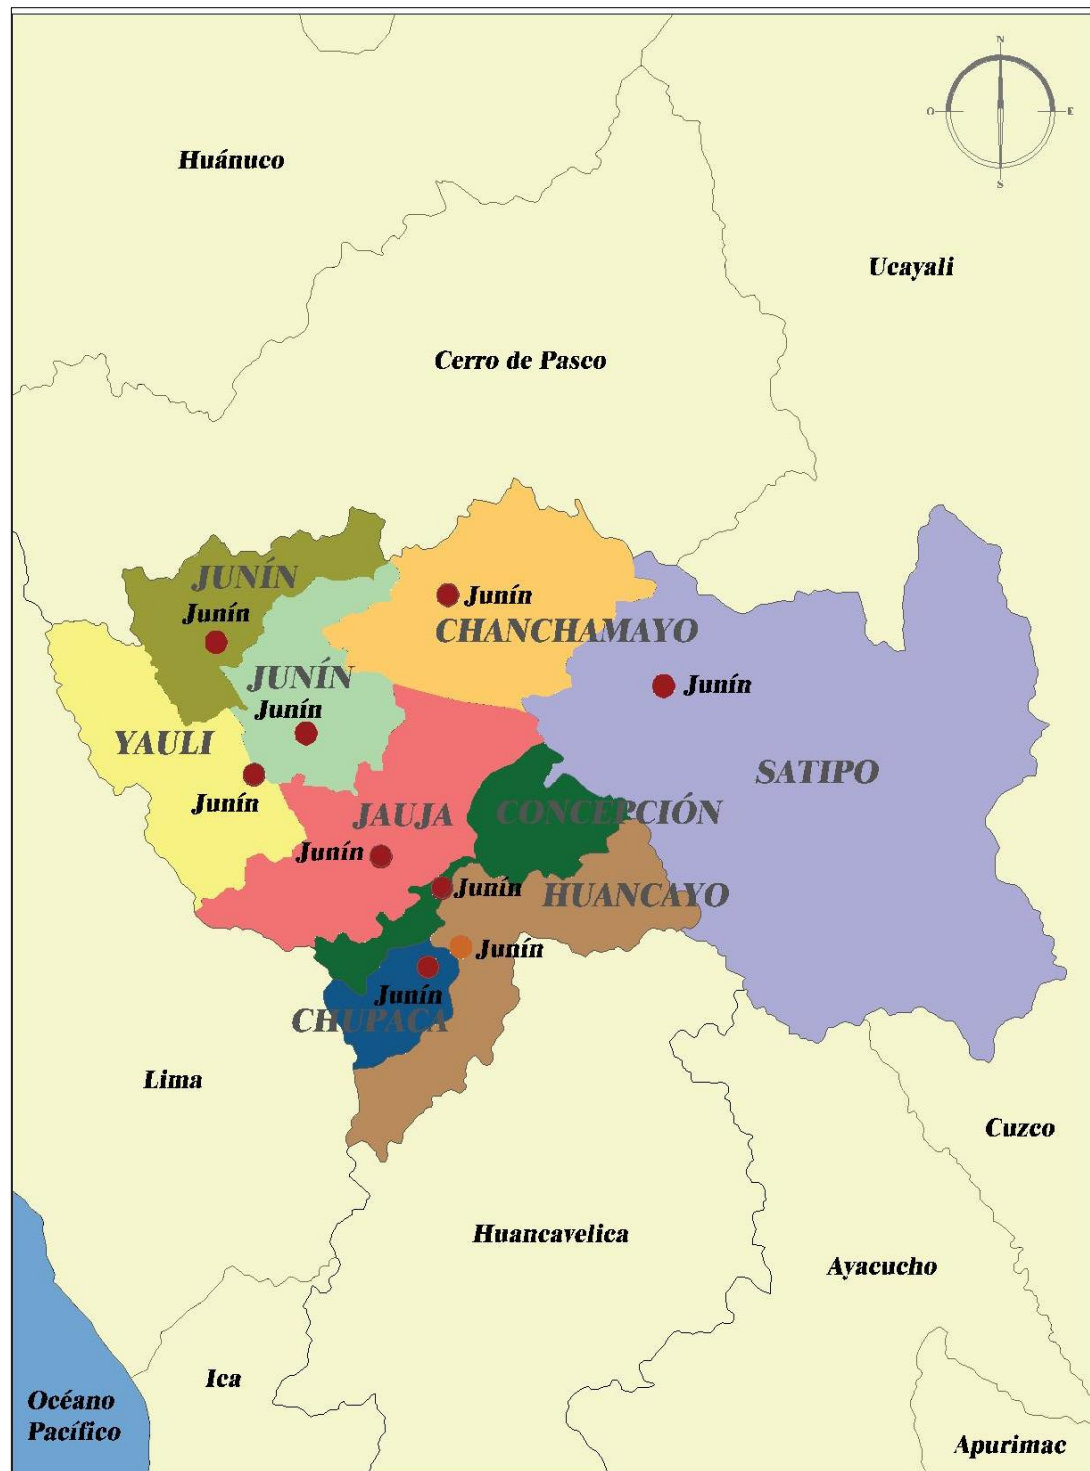 N
O
E
S
Huánuco
Ucayali
Cerro de Pasco
JUNÍN
Junín
Junín
CHANCHAMAYO
JUNÍN
Junín
Junín
YAULI
SATIPO
Junín
CONCEPCIÓN
JAUJA
Junín
Junín
HUANCAYO
Junín
Junín
CHUPACA
Lima
Cuzco
Huancavelica
Ayacucho
Ica
Océano
Pacífico
Apurimac